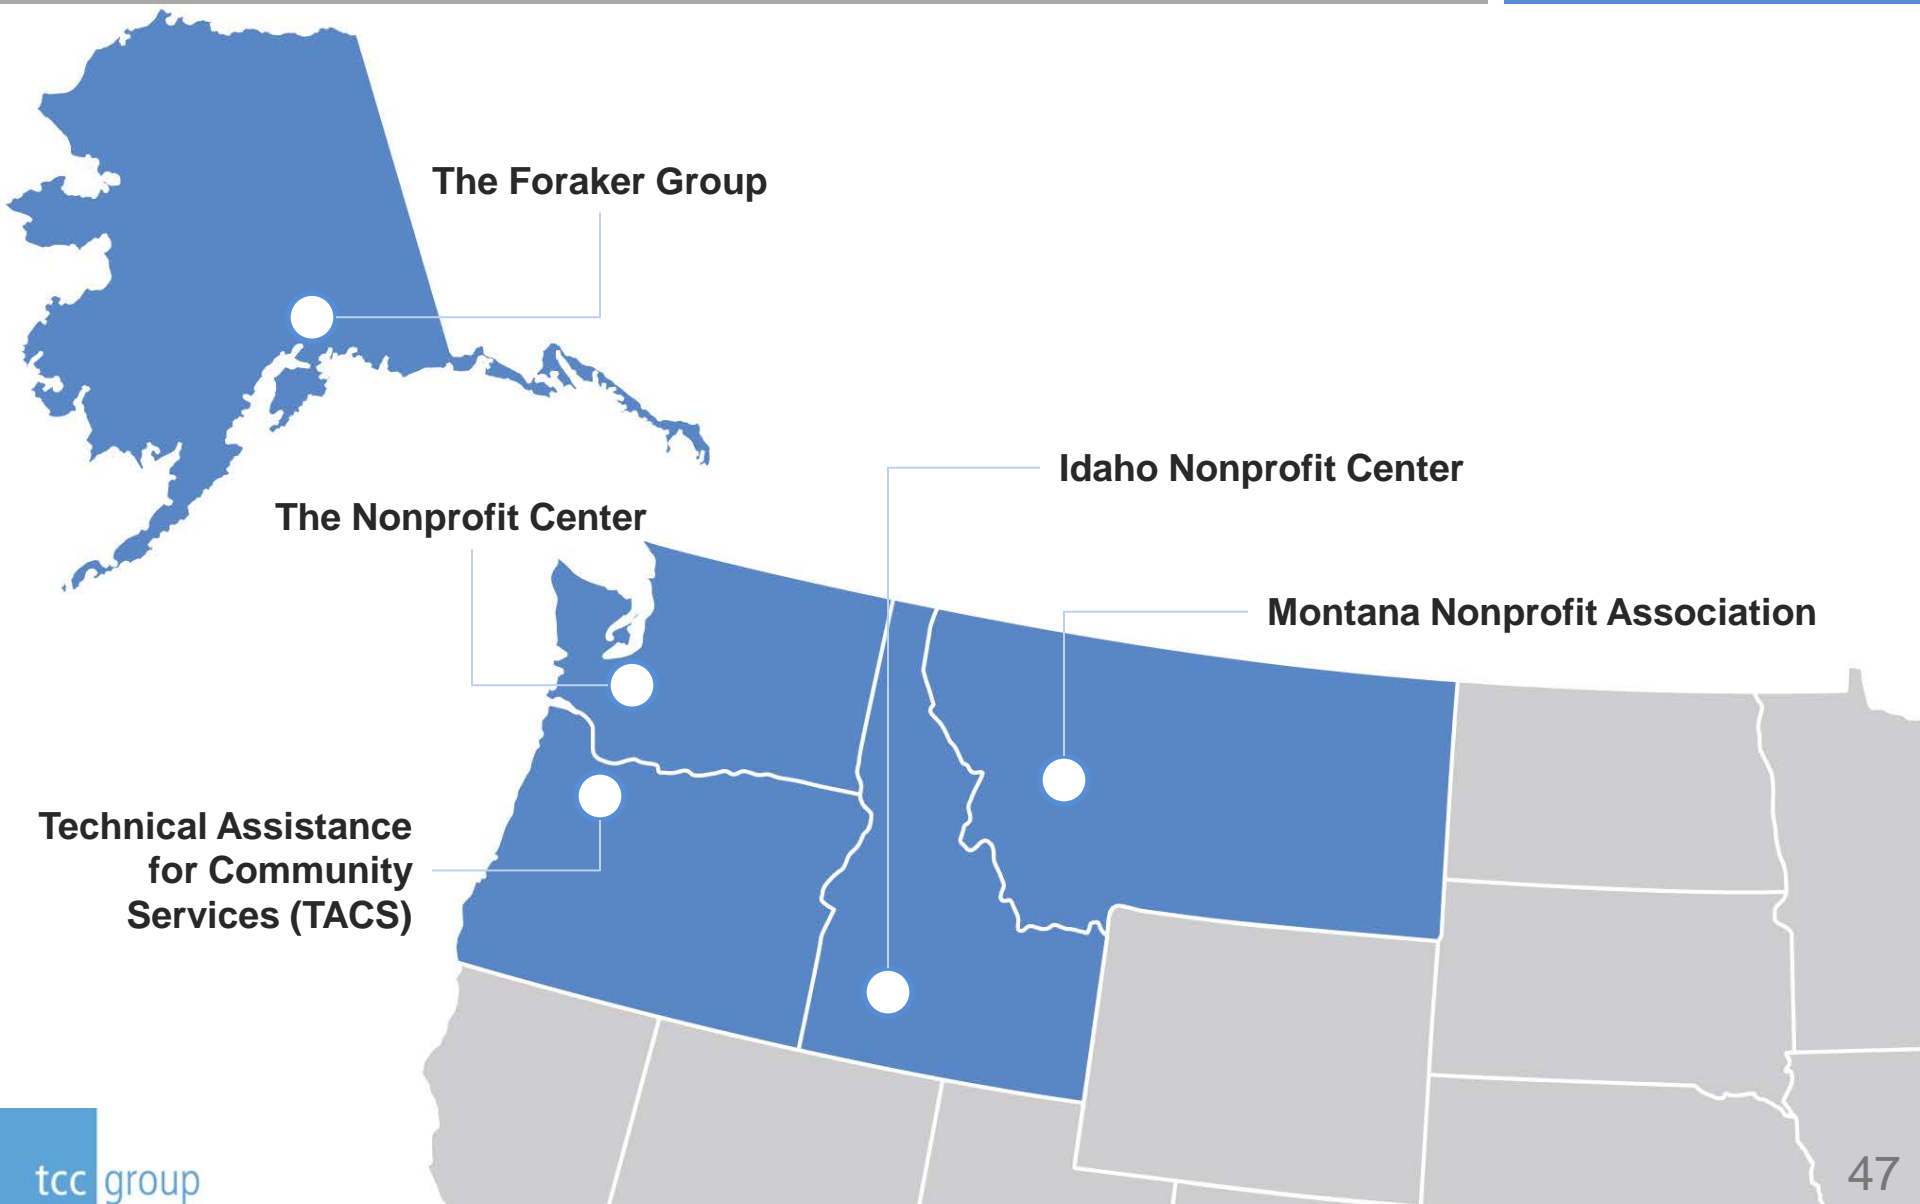 The Foraker Group
Idaho Nonprofit Center
The Nonprofit Center
Montana Nonprofit Association
Technical Assistance
for Community
Services (TACS)
tcc group
47